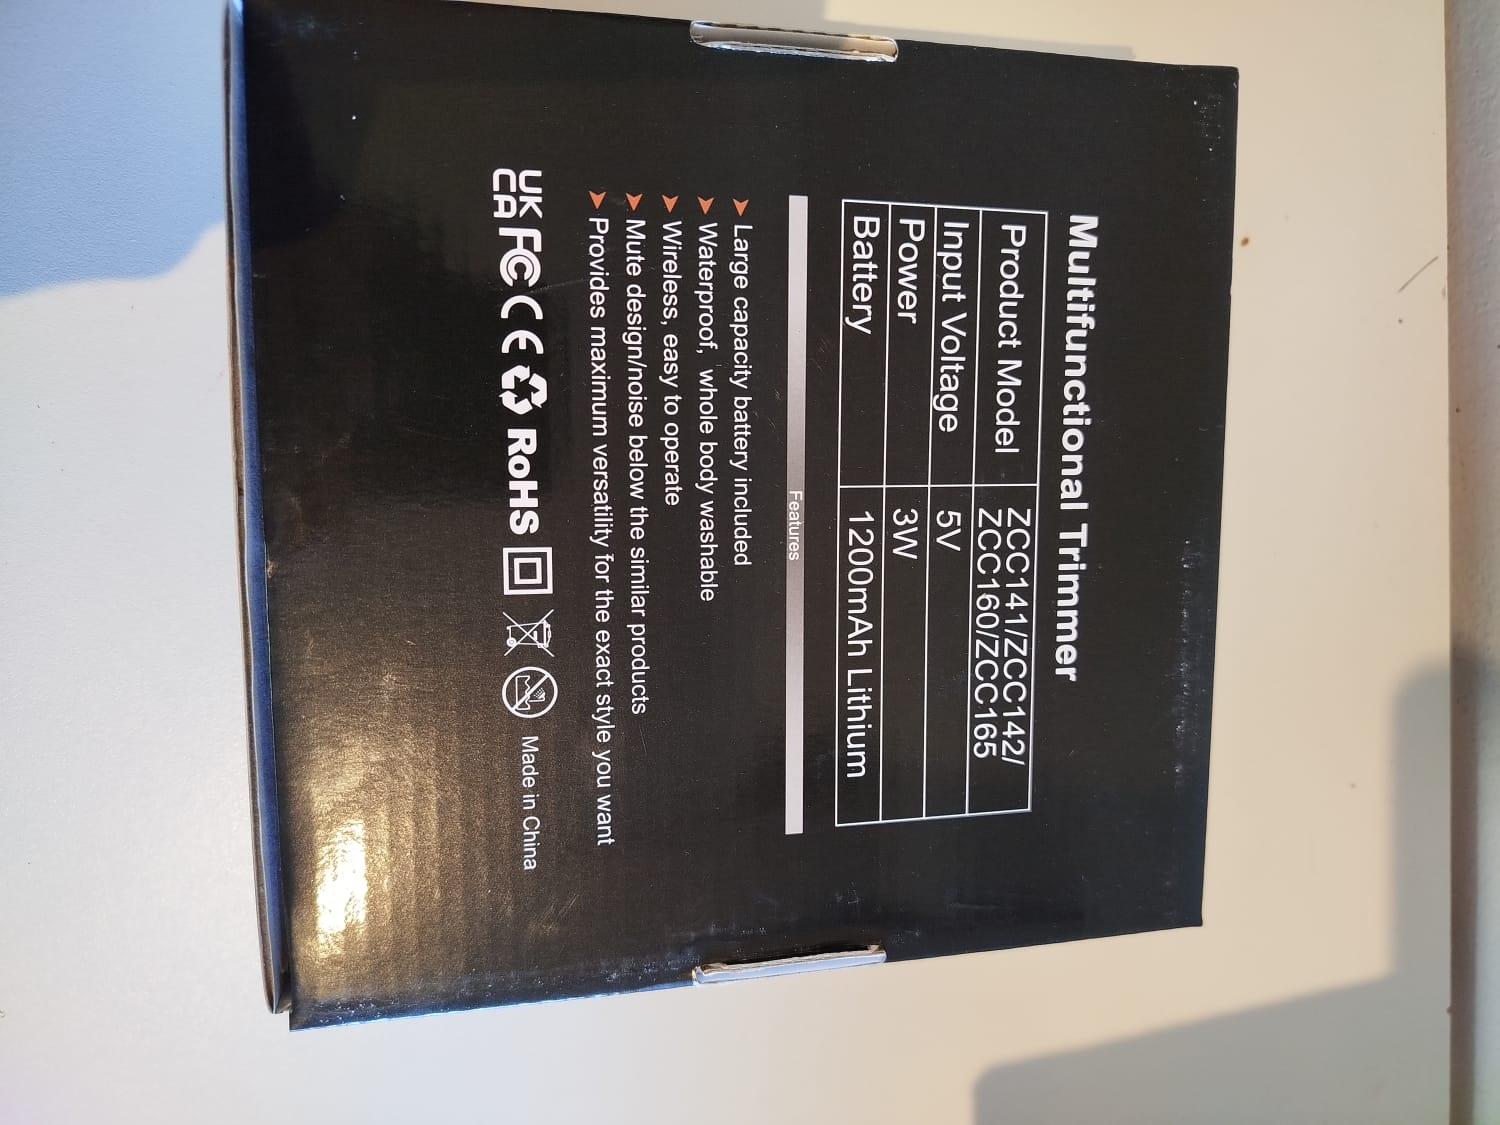 Multifunctional Trimmer
Product Model ZCC141/ZCC142/
ZCC160/ZCC165
Input Voltage 5V
Power 3W
Battery 1200mAh Lithium
Features
Large capacity battery included
Waterproof, whole body washable
Wireless, easy to operate
Mute design/noise below the similar products
Provides maximum versatility for the exact style you want
UK
CA FC CE RoHS Made in China